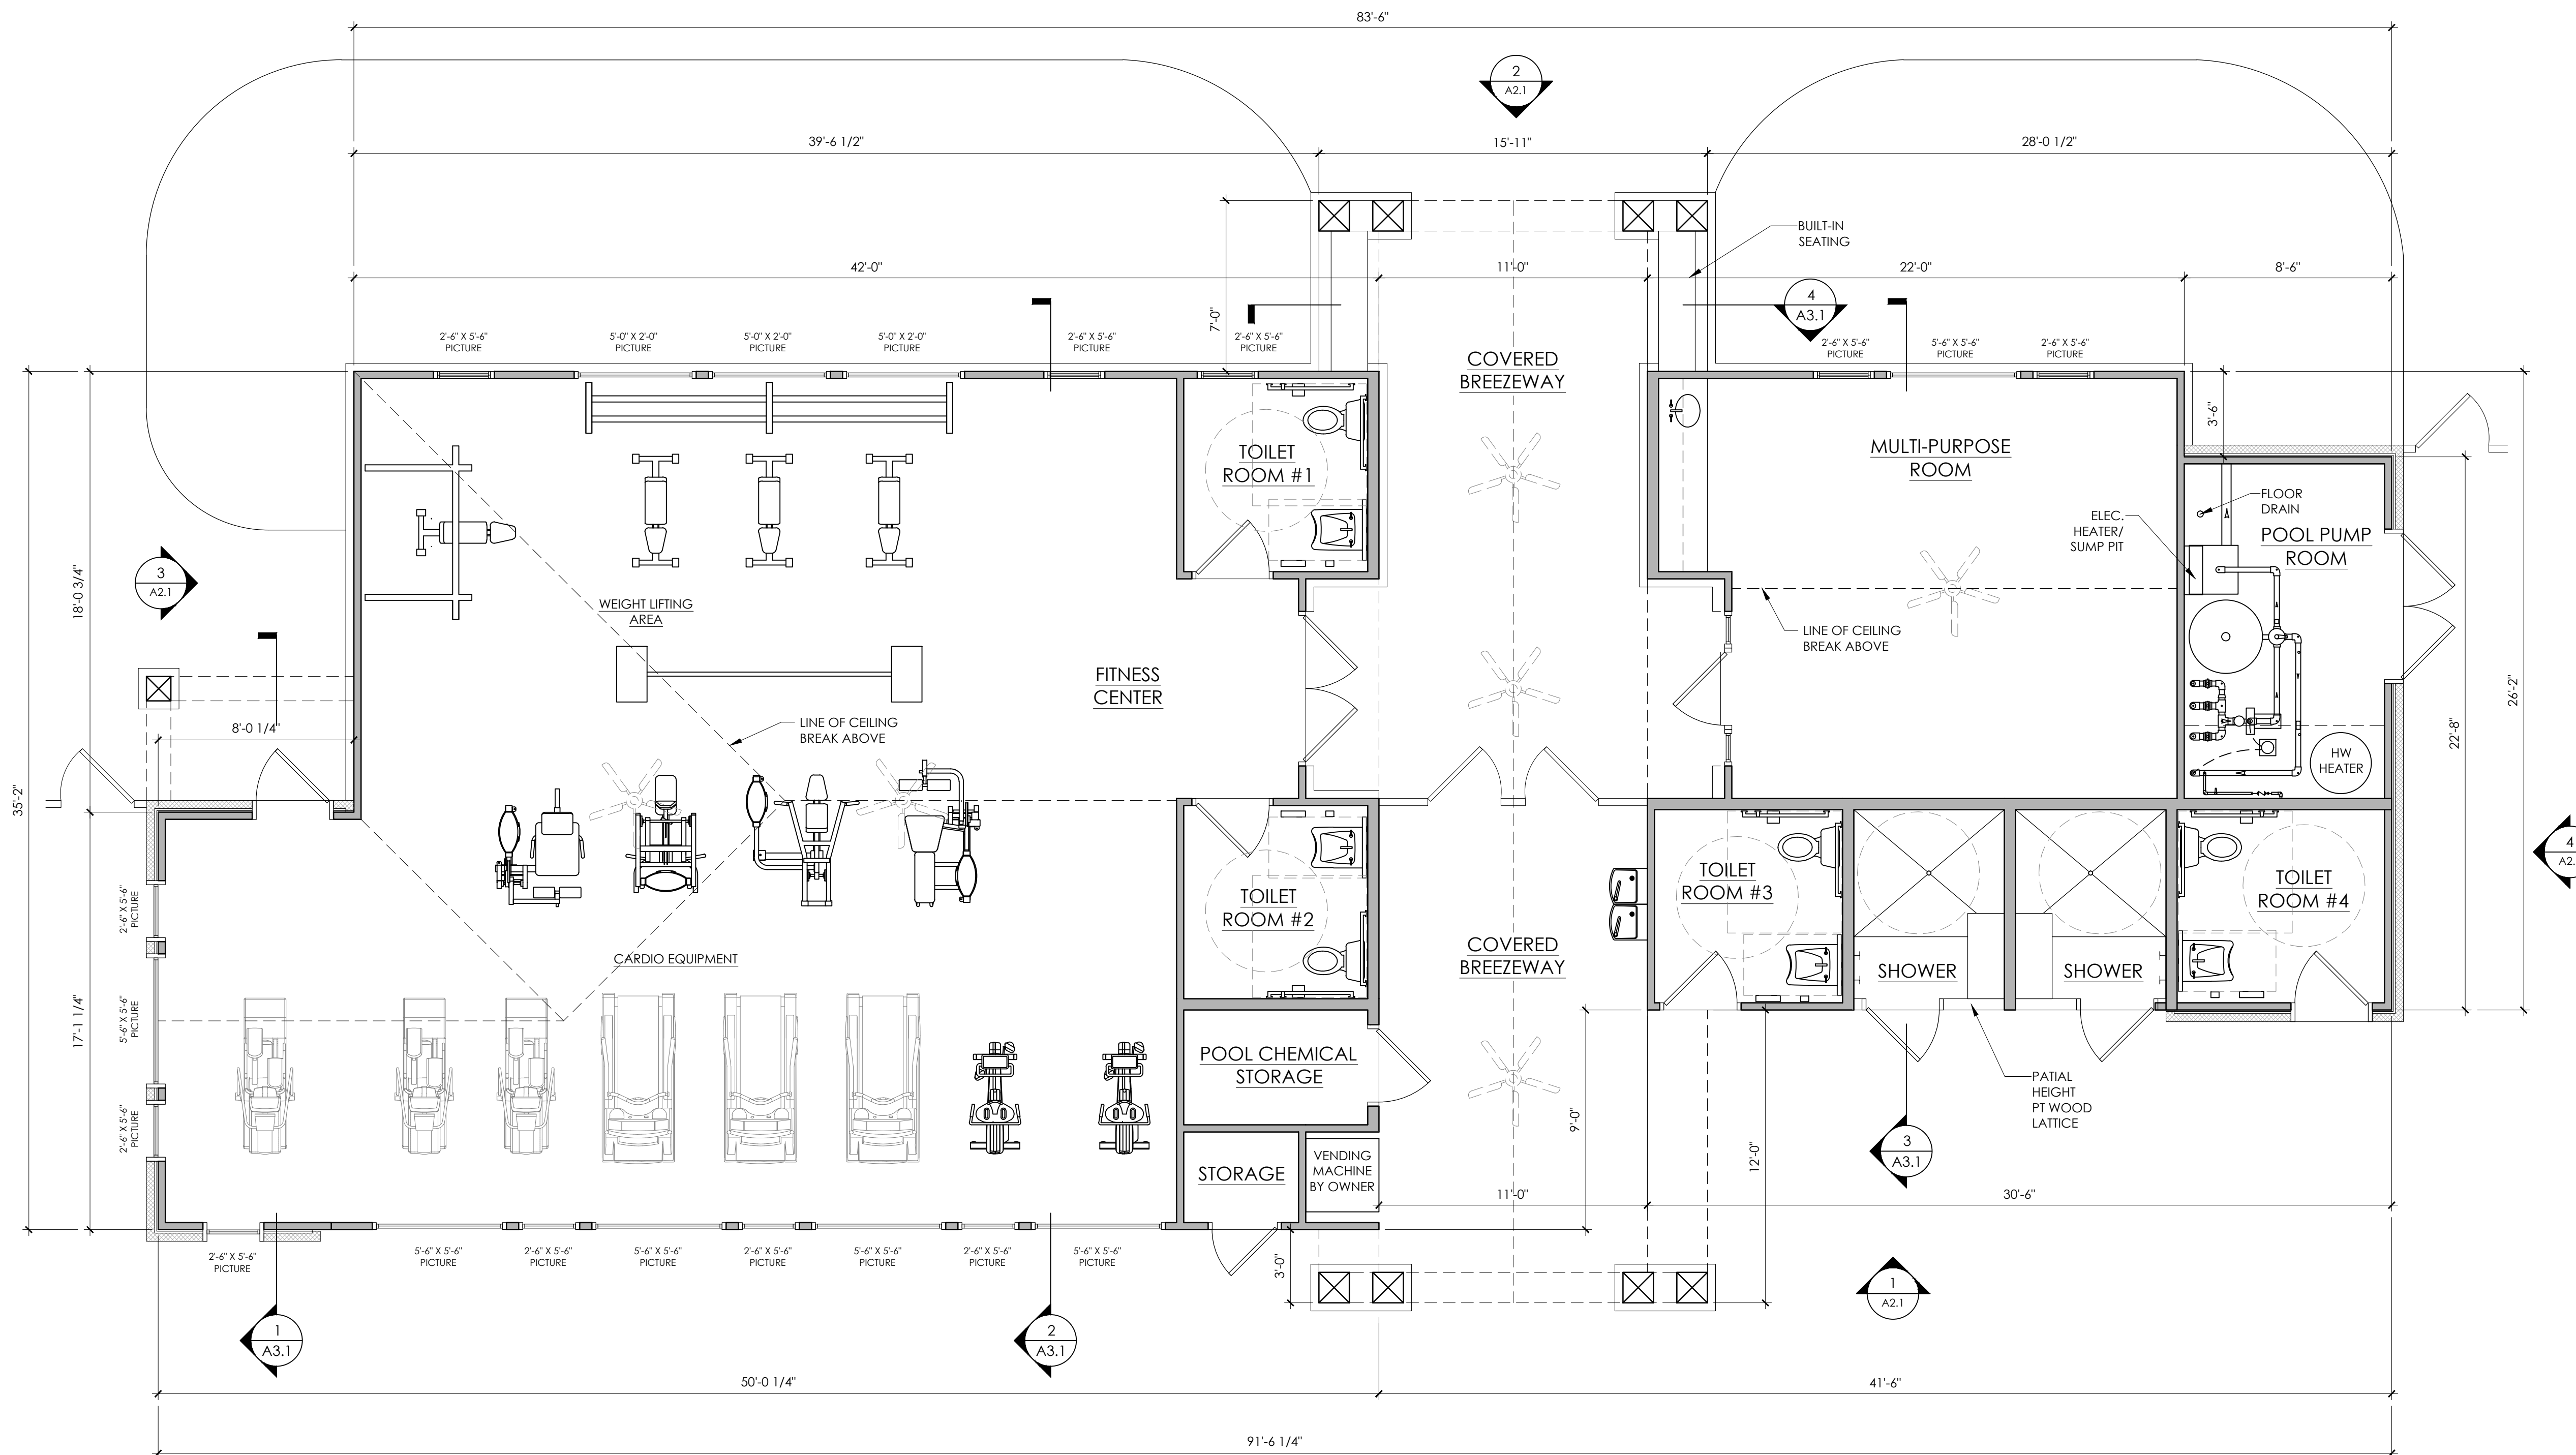 83'-6"
2
A2.1
39'-6 1/2"
15'-11"
28'-0 1/2"
BUILT-IN
SEATING
42'-0"
11'-0"
22'-0"
8'-6"
4
A3.1
7'-0"
2'-6" X 5'-6"
PICTURE
5'-0" X 2'-0"
PICTURE
5'-0" X 2'-0"
PICTURE
5'-0" X 2'-0"
PICTURE
2'-6" X 5'-6"
PICTURE
2'-6" X 5'-6"
PICTURE
2'-6" X 5'-6"
PICTURE
5'-6" X 5'-6"
PICTURE
2'-6" X 5'-6"
PICTURE
COVERED
BREEZEWAY
3'-6"
TOILET
ROOM #1
MULTI-PURPOSE
ROOM
FLOOR
DRAIN
ELEC.
HEATER/
SUMP PIT
POOL PUMP
ROOM
3
A2.1
18'-0 3/4"
WEIGHT LIFTING
AREA
LINE OF CEILING
BREAK ABOVE
FITNESS
CENTER
26'-2"
LINE OF CEILING
BREAK ABOVE
8'-0 1/4"
22'-8"
HW
HEATER
35'-2"
4
A2.
2'-6" X 5'-6"
PICTURE
TOILET
ROOM #2
TOILET
ROOM #3
TOILET
ROOM #4
COVERED
BREEZEWAY
CARDIO EQUIPMENT
SHOWER
SHOWER
5'-6" X 5'-6"
PICTURE
17'-1 1/4"
POOL CHEMICAL
STORAGE
PATIAL
HEIGHT
PT WOOD
LATTICE
2'-6" X 5'-6"
PICTURE
9'-0"
12'-0"
3
A3.1
STORAGE
VENDING
MACHINE
BY OWNER
11'-0"
30'-6"
2'-6" X 5'-6"
PICTURE
5'-6" X 5'-6"
PICTURE
2'-6" X 5'-6"
PICTURE
5'-6" X 5'-6"
PICTURE
2'-6" X 5'-6"
PICTURE
5'-6" X 5'-6"
PICTURE
2'-6" X 5'-6"
PICTURE
5'-6" X 5'-6"
PICTURE
3'-0"
1
A2.1
1
A3.1
2
A3.1
50'-0 1/4"
41'-6"
91'-6 1/4"